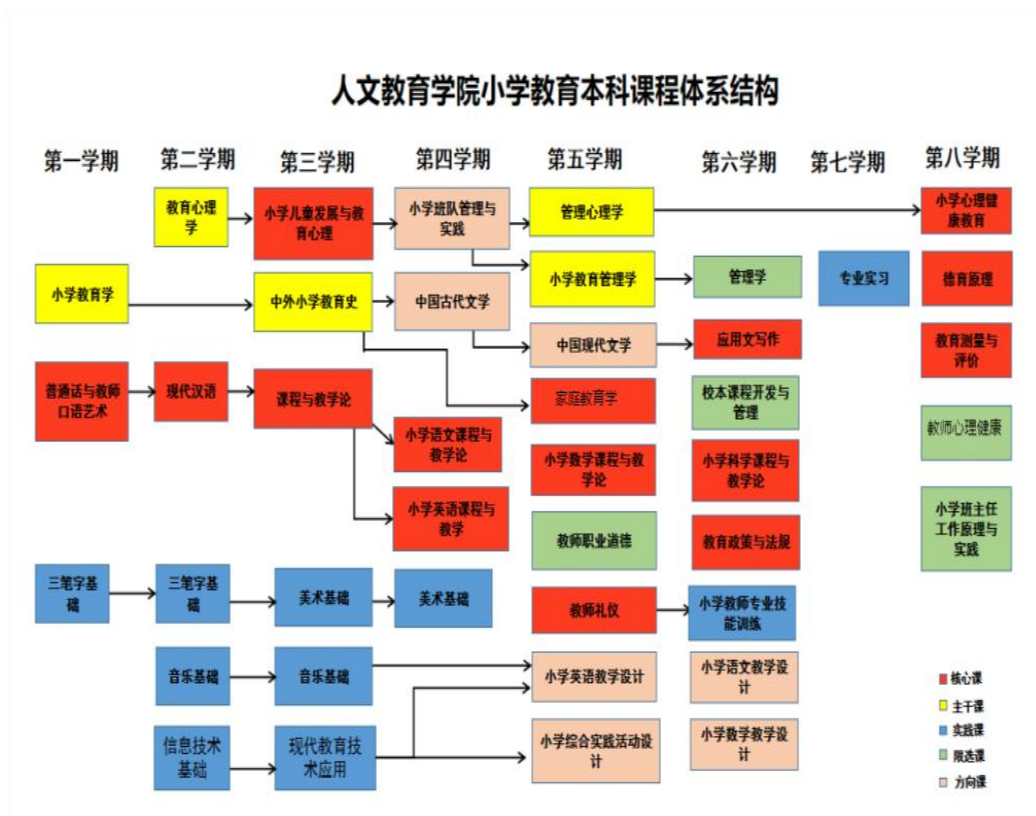 人文教育学院小学教育本科课程体系结构
第一学期
第二学期
第三学期
第四学期
第五学期
第六学期
第七学期
第八学期
教育心理
学
小学儿童发展与教
育心理
小学班队管理与
实践
管理心理学
小学心理健
康教育
小学教育学
中外小学教育史
中国古代文学
小学教育管理学
管理学
专业实习
德育原理
中国现代文学
应用文写作
教育测量与
评价
普通话与教师
口语艺术
现代汉语
课程与教学论
家庭教育学
校本课程开发与
管理
教师心理健康
小学语文课程与
教学论
小学数学课程与教
学论
小学科学课程与
教学论
小学英语课程与
教学
教师职业道德
教育政策与法规
小学班主任
工作原理与
实践
三笔字基
础
三笔字基
础
美术基础
美术基础
教师礼仪
小学教师专业技
能训练
音乐基础
音乐基础
小学英语教学设计
小学语文教学设
计
信息技术
基础
现代教育技
术应用
小学综合实践活动设
计
小学数学教学设
计
核心课
主干课
实践课
限选课
方向课